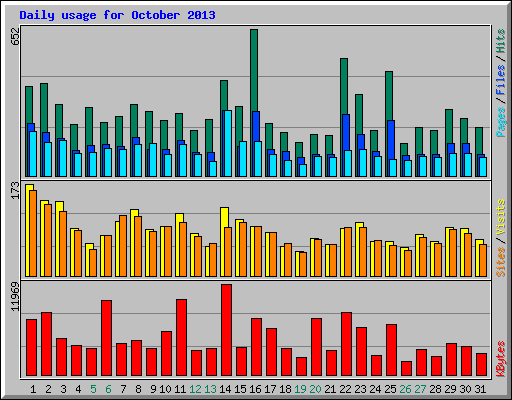 Daily usage for October 2013
652
Pages / Files / Hits
173
Sites / Visits
11969
KBytes
1 2 3 4 5 6 7 8 9 10 11 12 13 14 15 16 17 18 19 20 21 22 23 24 25 26 27 28 29 30 31